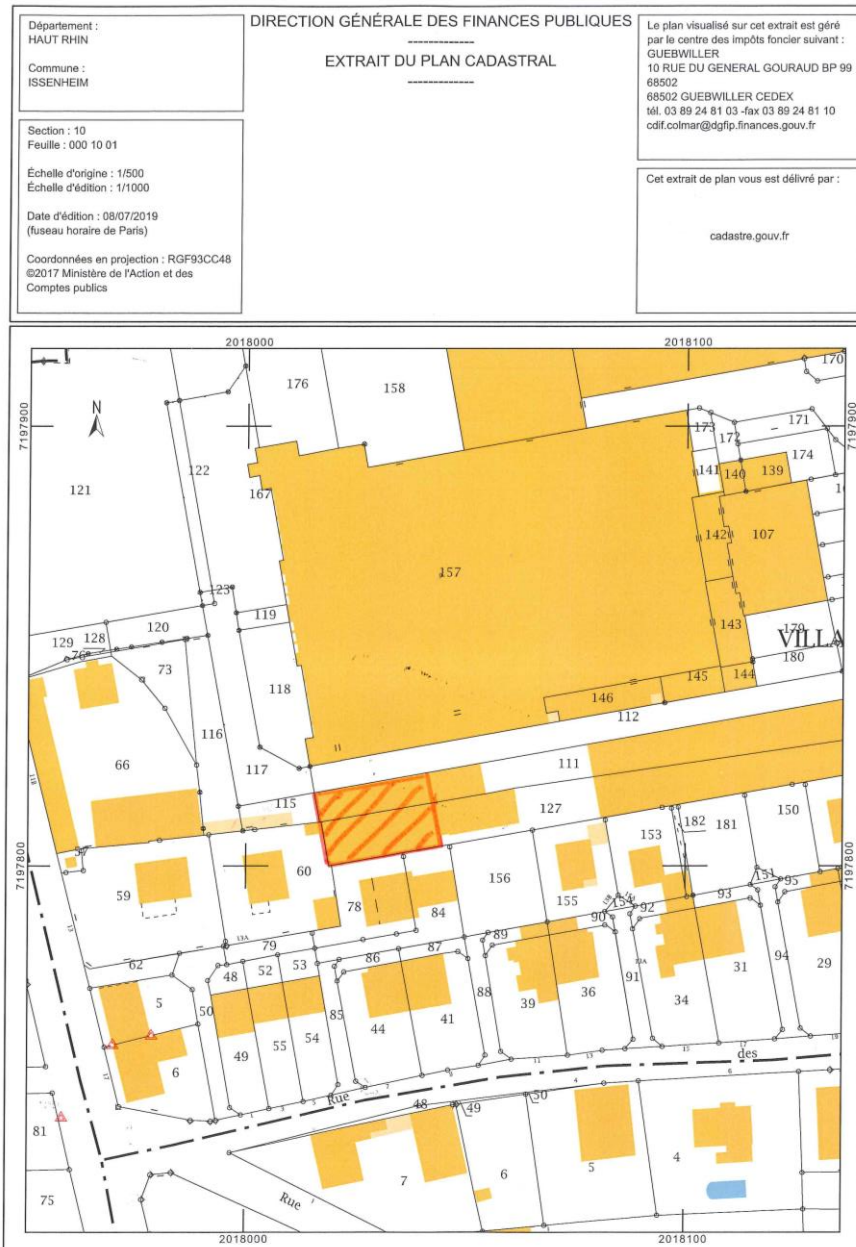 Département :
HAUT RHIN
Commune :
ISSENHEIM
Section : 10
Feuille : 000 10 01
Échelle d'origine : 1/500
Échelle d'édition : 1/1000
Date d'édition : 08/07/2019
(fuseau horaire de Paris)
Coordonnées en projection : RGF93CC48
©2017 Ministère de l'Action et des
Comptes publics
DIRECTION GÉNÉRALE DES FINANCES PUBLIQUES
-------------
EXTRAIT DU PLAN CADASTRAL
-------------
Le plan visualisé sur cet extrait est géré
par le centre des impôts foncier suivant :
GUEBWILLER
10 RUE DU GENERAL GOURAUD BP 99
68502
68502 GUEBWILLER CEDEX
tél. 03 89 24 81 03 -fax 03 89 24 81 10
cdif.colmar@dgfip.finances.gouv.fr
Cet extrait de plan vous est délivré par :
cadastre.gouv.fr
2018000 2018100
170
176 158
N
7197900 7197900
173 171
172
122 174
141 140 139
121 167
142 107
157
123
119
120
129 128 143 179
76 VILLA
73 180
118 145 144
146
116 112
66 117 111
115 127 150
182 181
153
7197800 7197800
59 60 156 151 95
78 155 154 93
84 90 92
13A 79 89
62 86 87
48 52 53 94
5 50 85 88 91 13A 31 29
44 41 39 36 34
49 55 54
6
des
Rue
48 49 50
81
7 6 5 4
75
Rue
2018000 2018100